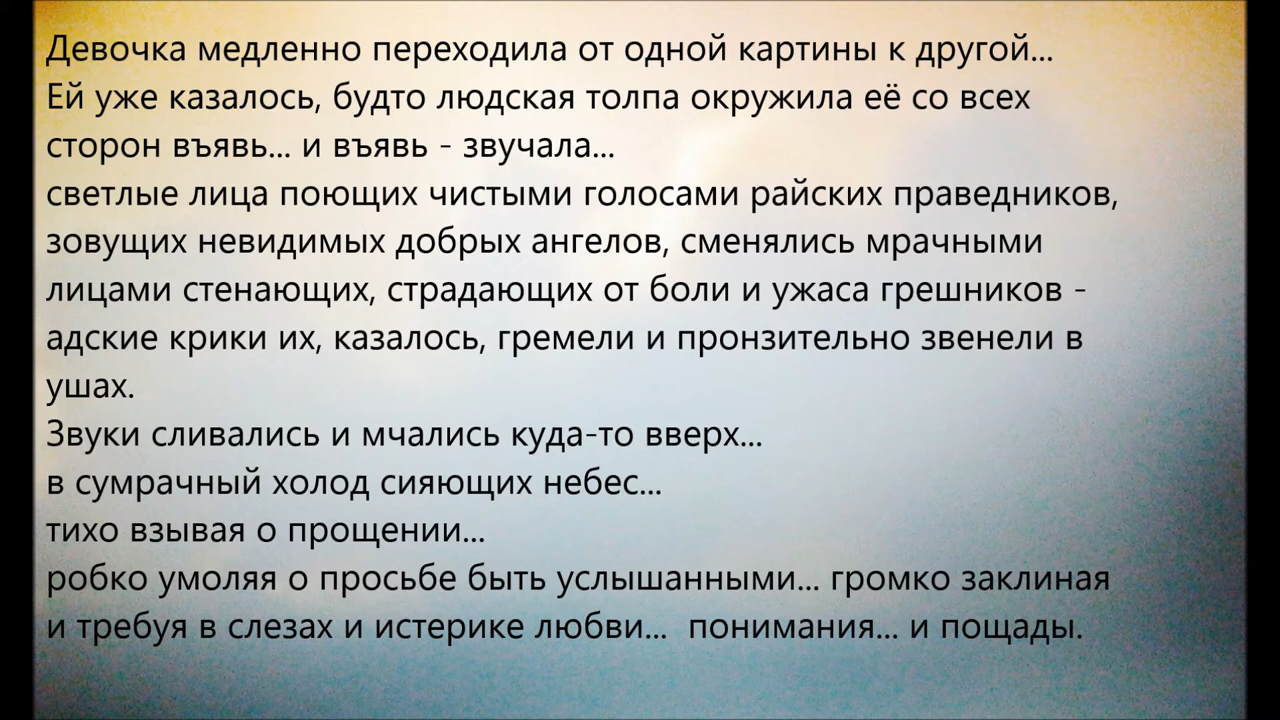 Девочка медленно переходила от одной картины к другой...
Ей уже казалось, будто людская толпа окружила её со всех
сторон въявь... и въявь - звучала...
светлые лица поющих чистыми голосами райских праведников,
зовущих невидимых добрых ангелов, сменялись мрачными
лицами стенающих, страдающих от боли и ужаса грешников -
адские крики их, казалось, гремели и пронзительно звенели в
ушах.
Звуки сливались и мчались куда-то вверх...
в сумрачный холод сияющих небес...
тихо взывая о прощении...
робко умоляя о просьбе быть услышанными... громко заклиная
и требуя в слезах и истерике любви...  понимания... и пощады.